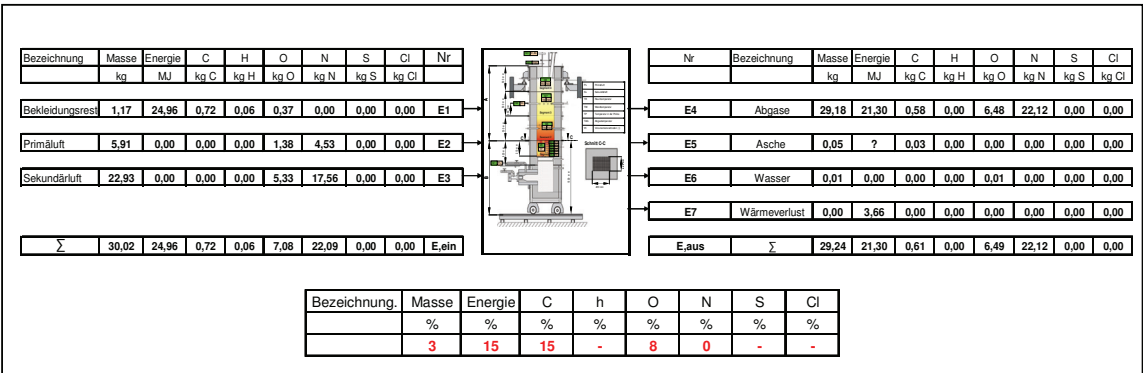 Bezeichnung Masse Energie C H O N S Cl Nr
kg MJ kg C kg H kg O kg N kg S kg Cl
Bekleidungsrest 1,17 24,96 0,72 0,06 0,37 0,00 0,00 0,00 E1
Primäluft 5,91 0,00 0,00 0,00 1,38 4,53 0,00 0,00 E2
Sekundärluft 22,93 0,00 0,00 0,00 5,33 17,56 0,00 0,00 E3
∑ 30,02 24,96 0,72 0,06 7,08 22,09 0,00 0,00 E,ein
Schnitt C-C
Nr Bezeichnung Masse Energie C H O N S Cl
kg MJ kg C kg H kg O kg N kg S kg Cl
E4 Abgase 29,18 21,30 0,58 0,00 6,48 22,12 0,00 0,00
E5 Asche 0,05 ? 0,03 0,00 0,00 0,00 0,00 0,00
E6 Wasser 0,01 0,00 0,00 0,00 0,01 0,00 0,00 0,00
E7 Wärmeverlust 0,00 3,66 0,00 0,00 0,00 0,00 0,00 0,00
E,aus ∑ 29,24 21,30 0,61 0,00 6,49 22,12 0,00 0,00
Bezeichnung. Masse Energie C h O N S Cl
% % % % % % % %
3 15 15 - 8 0 - -